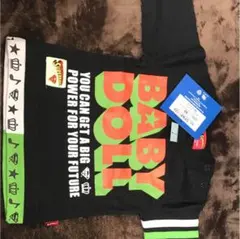 BABY
DOLL
YOU CAN GET A BIG
POWER FOR YOUR FUTURE